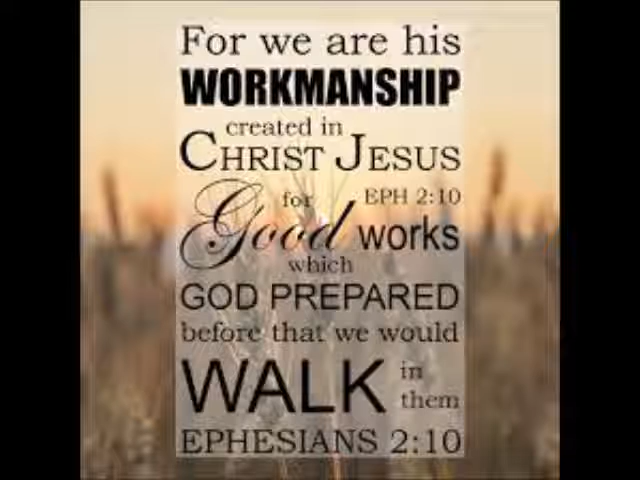 For we are his
WORKMANSHIP
created in
CHRIST JESUS
for EPH 2:10
Good works
which
GOD PREPARED
before that we would
WALK in
them
EPHESIANS 2:10